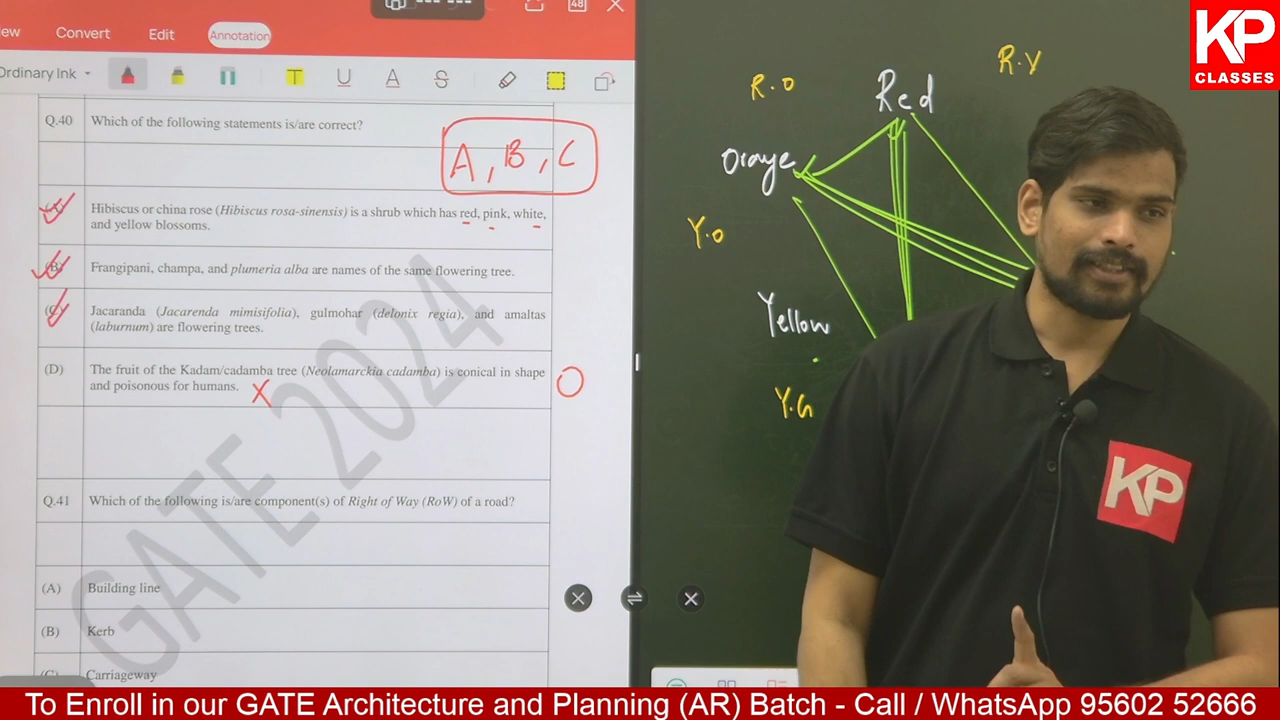 ew Convert Edit Annotation
48
KP
CLASSES
Ordinary Ink T U A S
Q.40 Which of the following statements is/are correct?
A, B, C
Hibiscus or china rose (Hibiscus rosa-sinensis) is a shrub which has red, pink, white,
and yellow blossoms.
(B) Frangipani, champa, and plumeria alba are names of the same flowering tree.
(C) Jacaranda (Jacarenda mimisifolia), gulmohar (delonix regia), and amaltas
(laburnum) are flowering trees.
(D) The fruit of the Kadam/cadamba tree (Neolamarckia cadamba) is conical in shape
and poisonous for humans. X
GATE 2024
Q.41 Which of the following is/are component(s) of Right of Way (RoW) of a road?
(A) Building line
(B) Kerb
(C) Carriageway
R.O
Red
R.V
Oraye
Y.O
Yellow
Y.G
KP
To Enroll in our GATE Architecture and Planning (AR) Batch - Call / WhatsApp 95602 52666